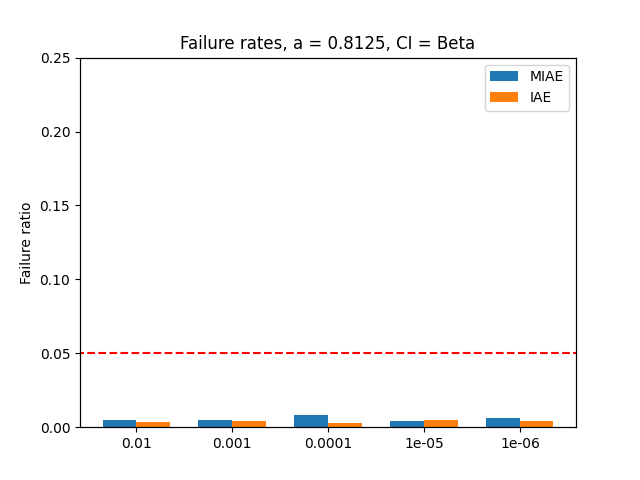 Failure rates, a = 0.8125, CI = Beta
MIAE
IAE
Failure ratio
0.25
0.20
0.15
0.10
0.05
0.00
0.01
0.001
0.0001
1e-05
1e-06